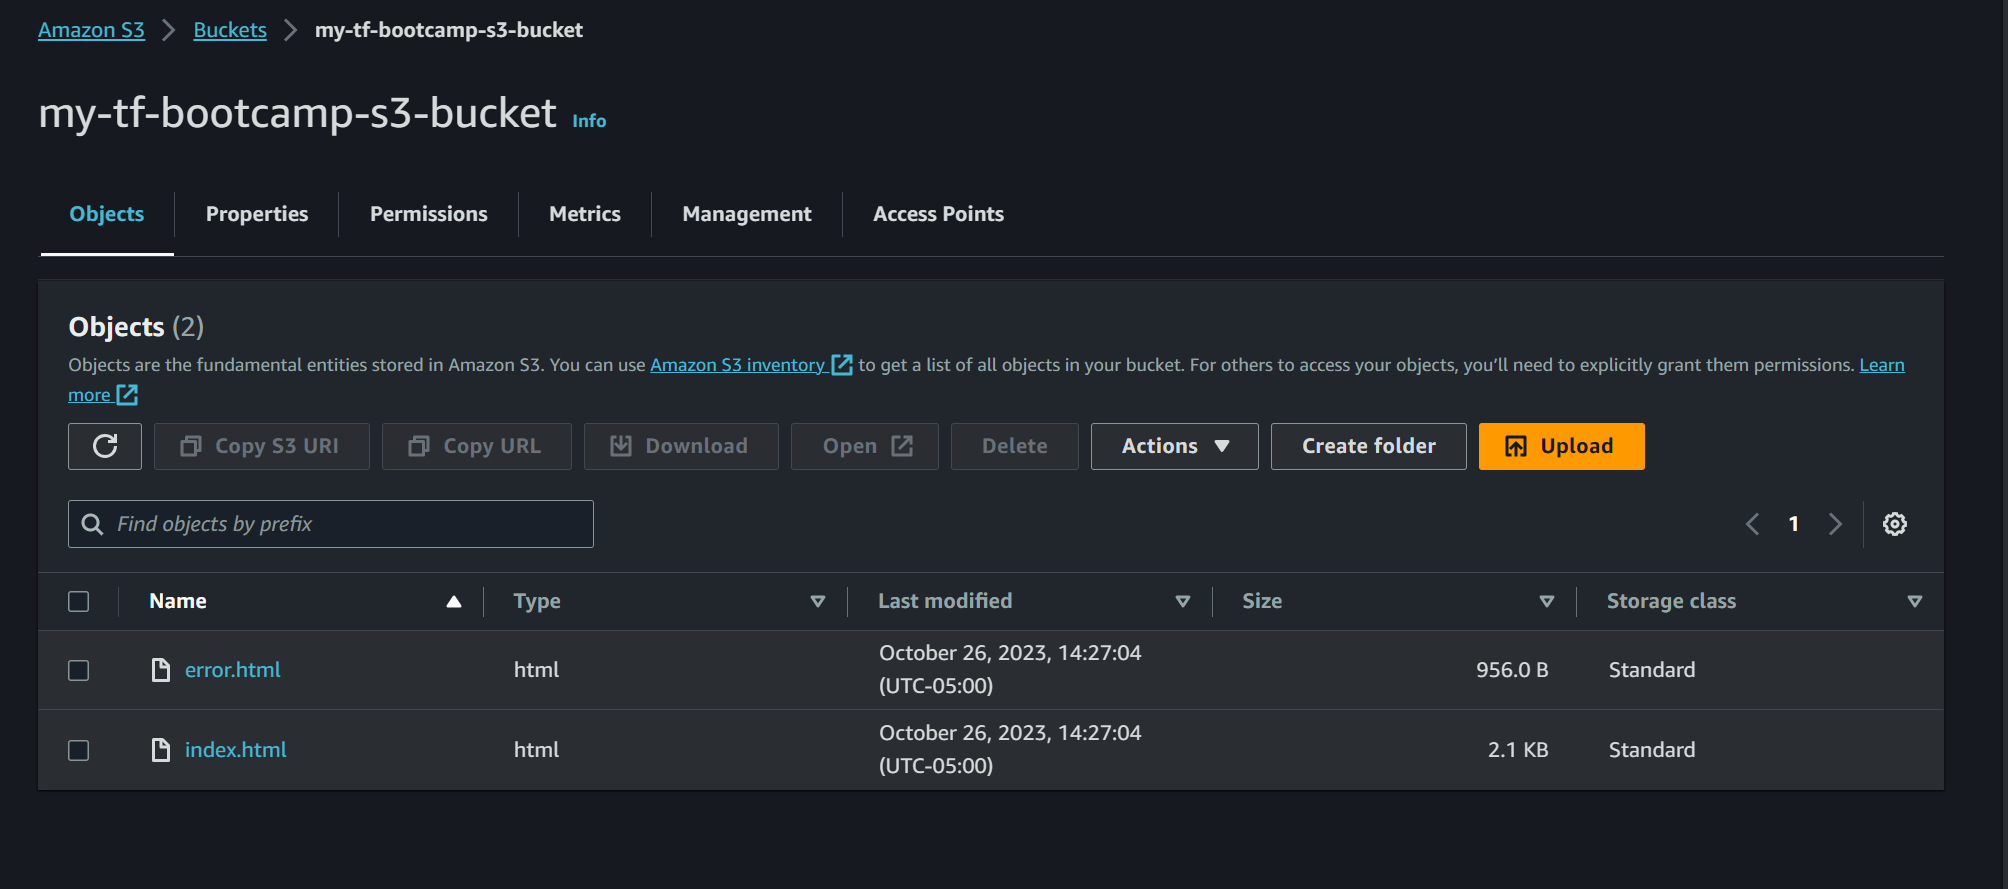 Amazon S3 Buckets my-tf-bootcamp-s3-bucket
my-tf-bootcamp-s3-bucket Info
Objects Properties Permissions Metrics Management Access Points
Objects (2)
Objects are the fundamental entities stored in Amazon S3. You can use Amazon S3 inventory to get a list of all objects in your bucket. For others to access your objects, you’ll need to explicitly grant them permissions. Learn
more
Copy S3 URI Copy URL Download Open Delete Actions Create folder Upload
Find objects by prefix 1
Name Type Last modified Size Storage class
error.html html October 26, 2023, 14:27:04 956.0 B Standard
(UTC-05:00)
index.html html October 26, 2023, 14:27:04 2.1 KB Standard
(UTC-05:00)